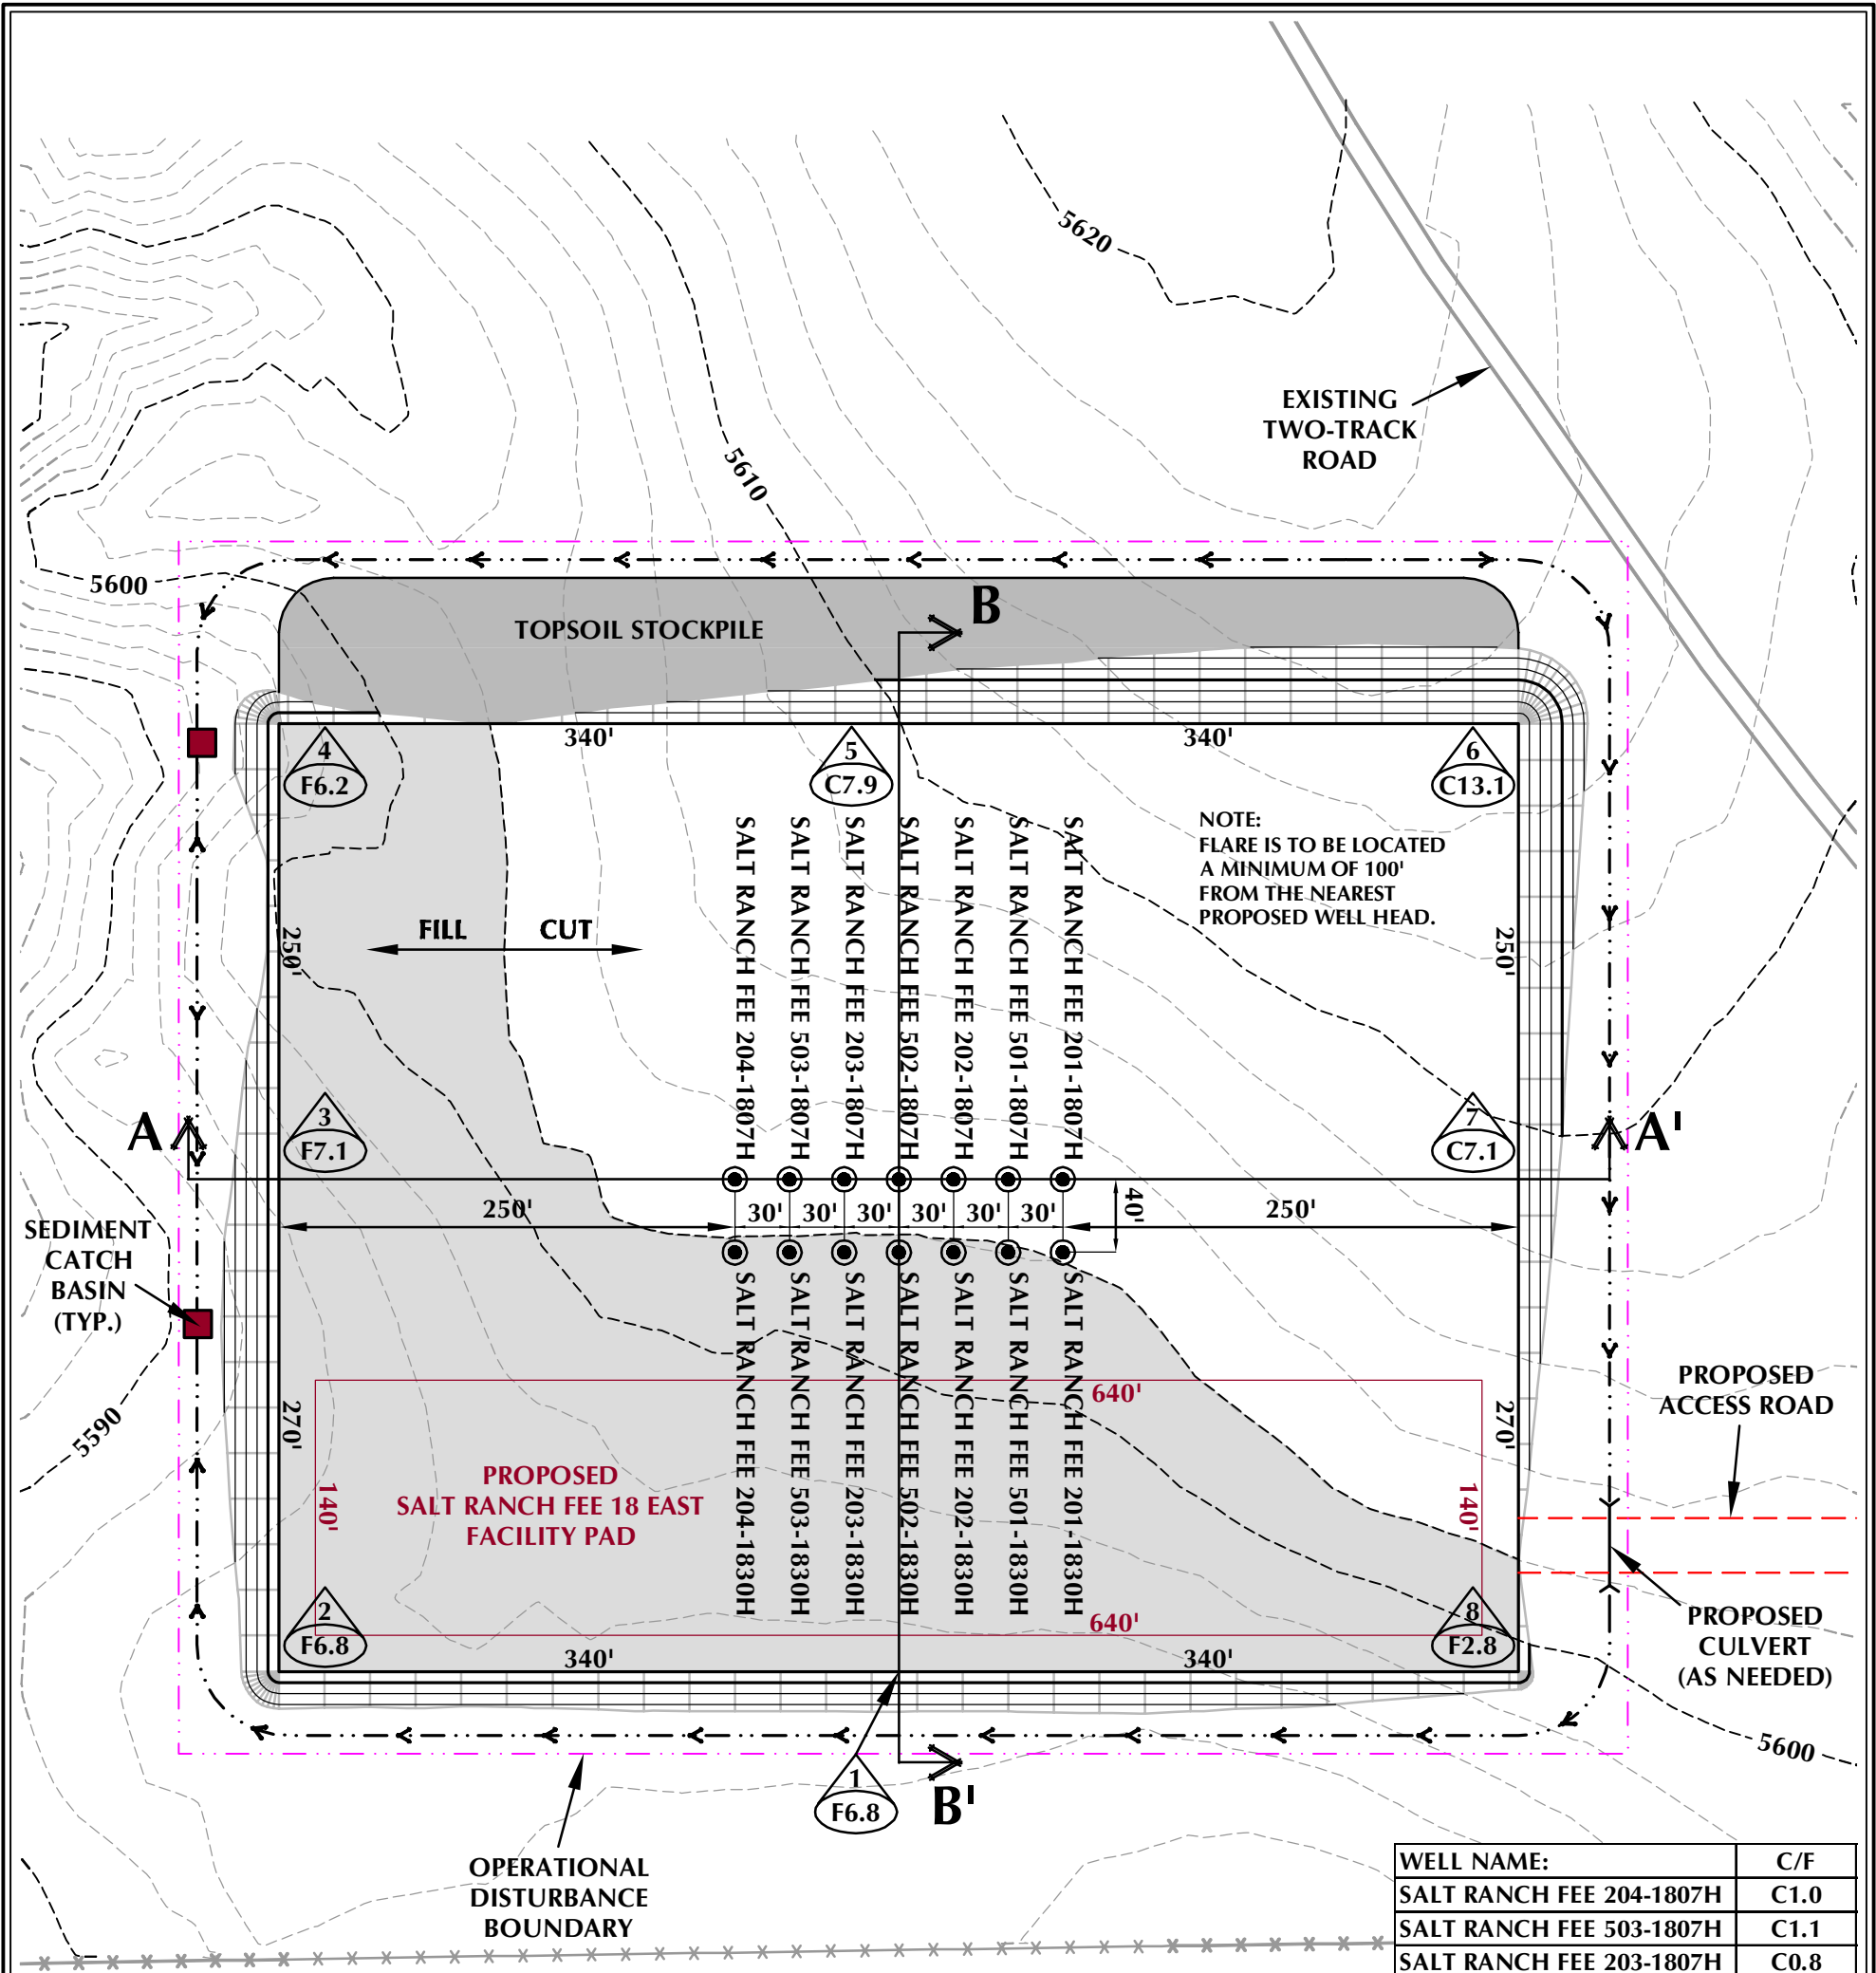 5620
EXISTING
TWO-TRACK
ROAD
5610
5600
TOPSOIL STOCKPILE
B
340'
340'
4
F6.2
5
C7.9
6
C13.1
NOTE:
FLARE IS TO BE LOCATED
A MINIMUM OF 100'
FROM THE NEAREST
PROPOSED WELL HEAD.
SALT RANCH FEE 204-1807H
SALT RANCH FEE 503-1807H
SALT RANCH FEE 203-1807H
SALT RANCH FEE 502-1807H
SALT RANCH FEE 202-1807H
SALT RANCH FEE 501-1807H
SALT RANCH FEE 201-1807H
FILL
CUT
250'
250'
A
3
F7.1
7
C7.1
A'
250'
30'
30'
30'
30'
30'
30'
40'
250'
SEDIMENT
CATCH
BASIN
(TYP.)
SALT RANCH FEE 204-1830H
SALT RANCH FEE 503-1830H
SALT RANCH FEE 203-1830H
SALT RANCH FEE 502-1830H
SALT RANCH FEE 202-1830H
SALT RANCH FEE 501-1830H
SALT RANCH FEE 201-1830H
640'
PROPOSED
ACCESS ROAD
5590
270'
270'
PROPOSED
SALT RANCH FEE 18 EAST
FACILITY PAD
140'
140'
2
F6.8
640'
8
F2.8
PROPOSED
CULVERT
(AS NEEDED)
340'
340'
5600
1
F6.8
B'
OPERATIONAL
DISTURBANCE
BOUNDARY
WELL NAME: C/F
SALT RANCH FEE 204-1807H C1.0
SALT RANCH FEE 503-1807H C1.1
SALT RANCH FEE 203-1807H C0.8